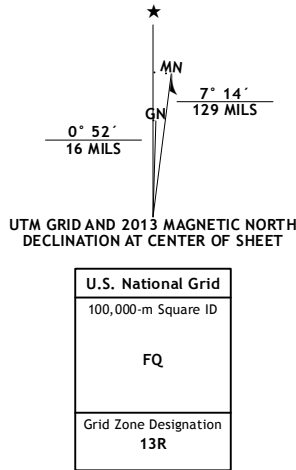 ★
MN
7° 14´
129 MILS
GN
0° 52´
16 MILS
UTM GRID AND 2013 MAGNETIC NORTH
DECLINATION AT CENTER OF SHEET
U.S. National Grid
100,000-m Square ID
FQ
Grid Zone Designation
13R